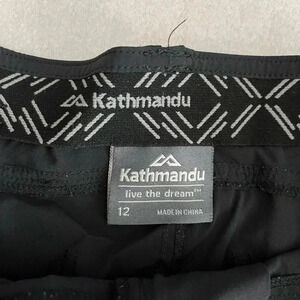 Kathmandu
Kathmandu
live the dream™
12 MADE IN CHINA